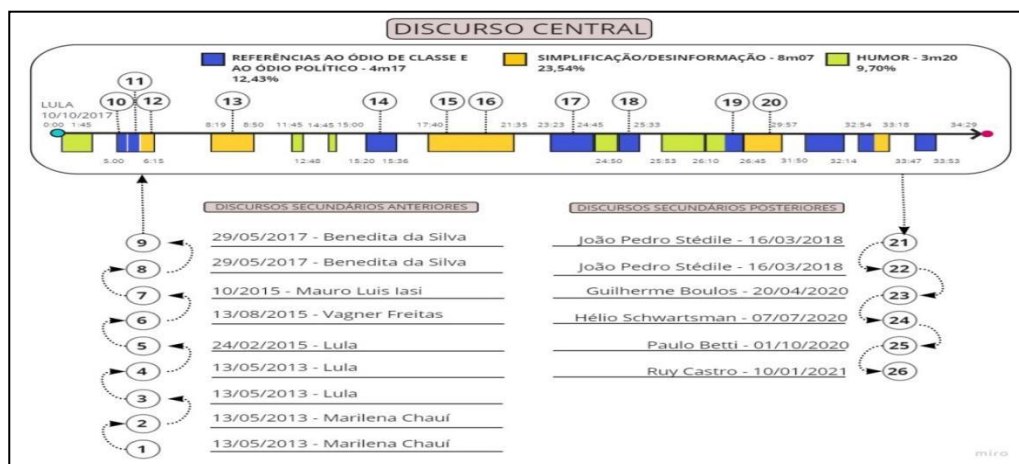 DISCURSO CENTRAL
REFERÊNCIAS AO ÓDIO DE CLASSE E
AO ÓDIO POLÍTICO - 4m17
12,43%
SIMPLIFICAÇÃO/DESINFORMAÇÃO - 8m07
23,54%
HUMOR - 3m20
9,70%
11
10 12 13 14 15 16 17 18 19 20
LULA
10/10/2017
0:00 1:45 8:19 8:50 11:45 14:45 15:00 17:40 21:35 23:23 24:45 25:33 29:57 32:54 33:18 34:29
5.00 6:15 12:48 15:20 15:36 24:50 25:53 26:10 26:45 31:50 32:14 33:47 33:53
DISCURSOS SECUNDÁRIOS ANTERIORES
9 29/05/2017 - Benedita da Silva
8 29/05/2017 - Benedita da Silva
7 10/2015 - Mauro Luis Iasi
6 13/08/2015 - Vagner Freitas
5 24/02/2015 - Lula
4 13/05/2013 - Lula
3 13/05/2013 - Lula
2 13/05/2013 - Marilena Chauí
1 13/05/2013 - Marilena Chauí
DISCURSOS SECUNDÁRIOS POSTERIORES
João Pedro Stédile - 16/03/2018 21
João Pedro Stédile - 16/03/2018 22
Guilherme Boulos - 20/04/2020 23
Hélio Schwartsman - 07/07/2020 24
Paulo Betti - 01/10/2020 25
Ruy Castro - 10/01/2021 26
miro